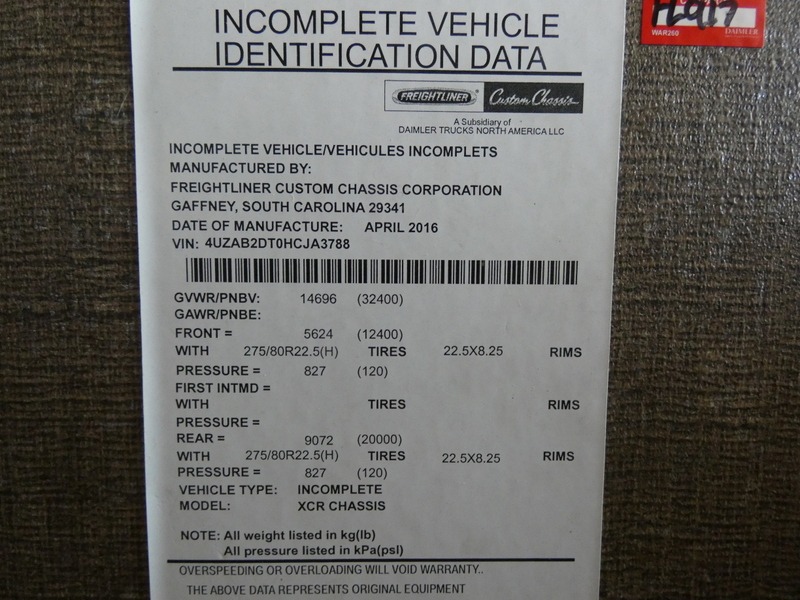 INCOMPLETE VEHICLE
IDENTIFICATION DATA
FREIGHTLINER Custom Chassis
A Subsidiary of
DAIMLER TRUCKS NORTH AMERICA LLC
INCOMPLETE VEHICLE/VEHICULES INCOMPLETS
MANUFACTURED BY:
FREIGHTLINER CUSTOM CHASSIS CORPORATION
GAFFNEY, SOUTH CAROLINA 29341
DATE OF MANUFACTURE: APRIL 2016
VIN: 4UZAB2DT0HCJA3788
GVWR/PNBV: 14696 (32400)
GAWR/PNBE:
FRONT = 5624 (12400)
WITH 275/80R22.5(H) TIRES 22.5X8.25 RIMS
PRESSURE = 827 (120)
FIRST INTMD =
WITH TIRES RIMS
PRESSURE =
REAR = 9072 (20000)
WITH 275/80R22.5(H) TIRES 22.5X8.25 RIMS
PRESSURE = 827 (120)
VEHICLE TYPE: INCOMPLETE
MODEL: XCR CHASSIS
NOTE: All weight listed in kg(lb)
All pressure listed in kPa(psi)
OVERSPEEDING OR OVERLOADING WILL VOID WARRANTY..
THE ABOVE DATA REPRESENTS ORIGINAL EQUIPMENT
WAR260 DAIMLER